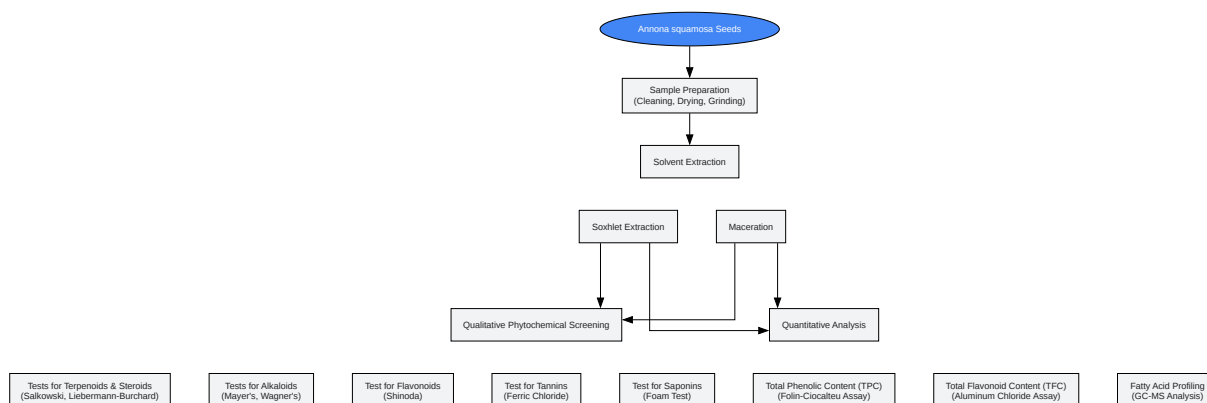 Annona squamosa Seeds
Sample Preparation
(Cleaning, Drying, Grinding)
Solvent Extraction
Soxhlet Extraction
Maceration
Qualitative Phytochemical Screening
Quantitative Analysis
Tests for Terpenoids & Steroids
(Salkowski, Liebermann-Burchard)
Tests for Alkaloids
(Mayer's, Wagner's)
Test for Flavonoids
(Shinoda)
Test for Tannins
(Ferric Chloride)
Test for Saponins
(Foam Test)
Total Phenolic Content (TPC)
(Folin-Ciocalteu Assay)
Total Flavonoid Content (TFC)
(Aluminum Chloride Assay)
Fatty Acid Profiling
(GC-MS Analysis)